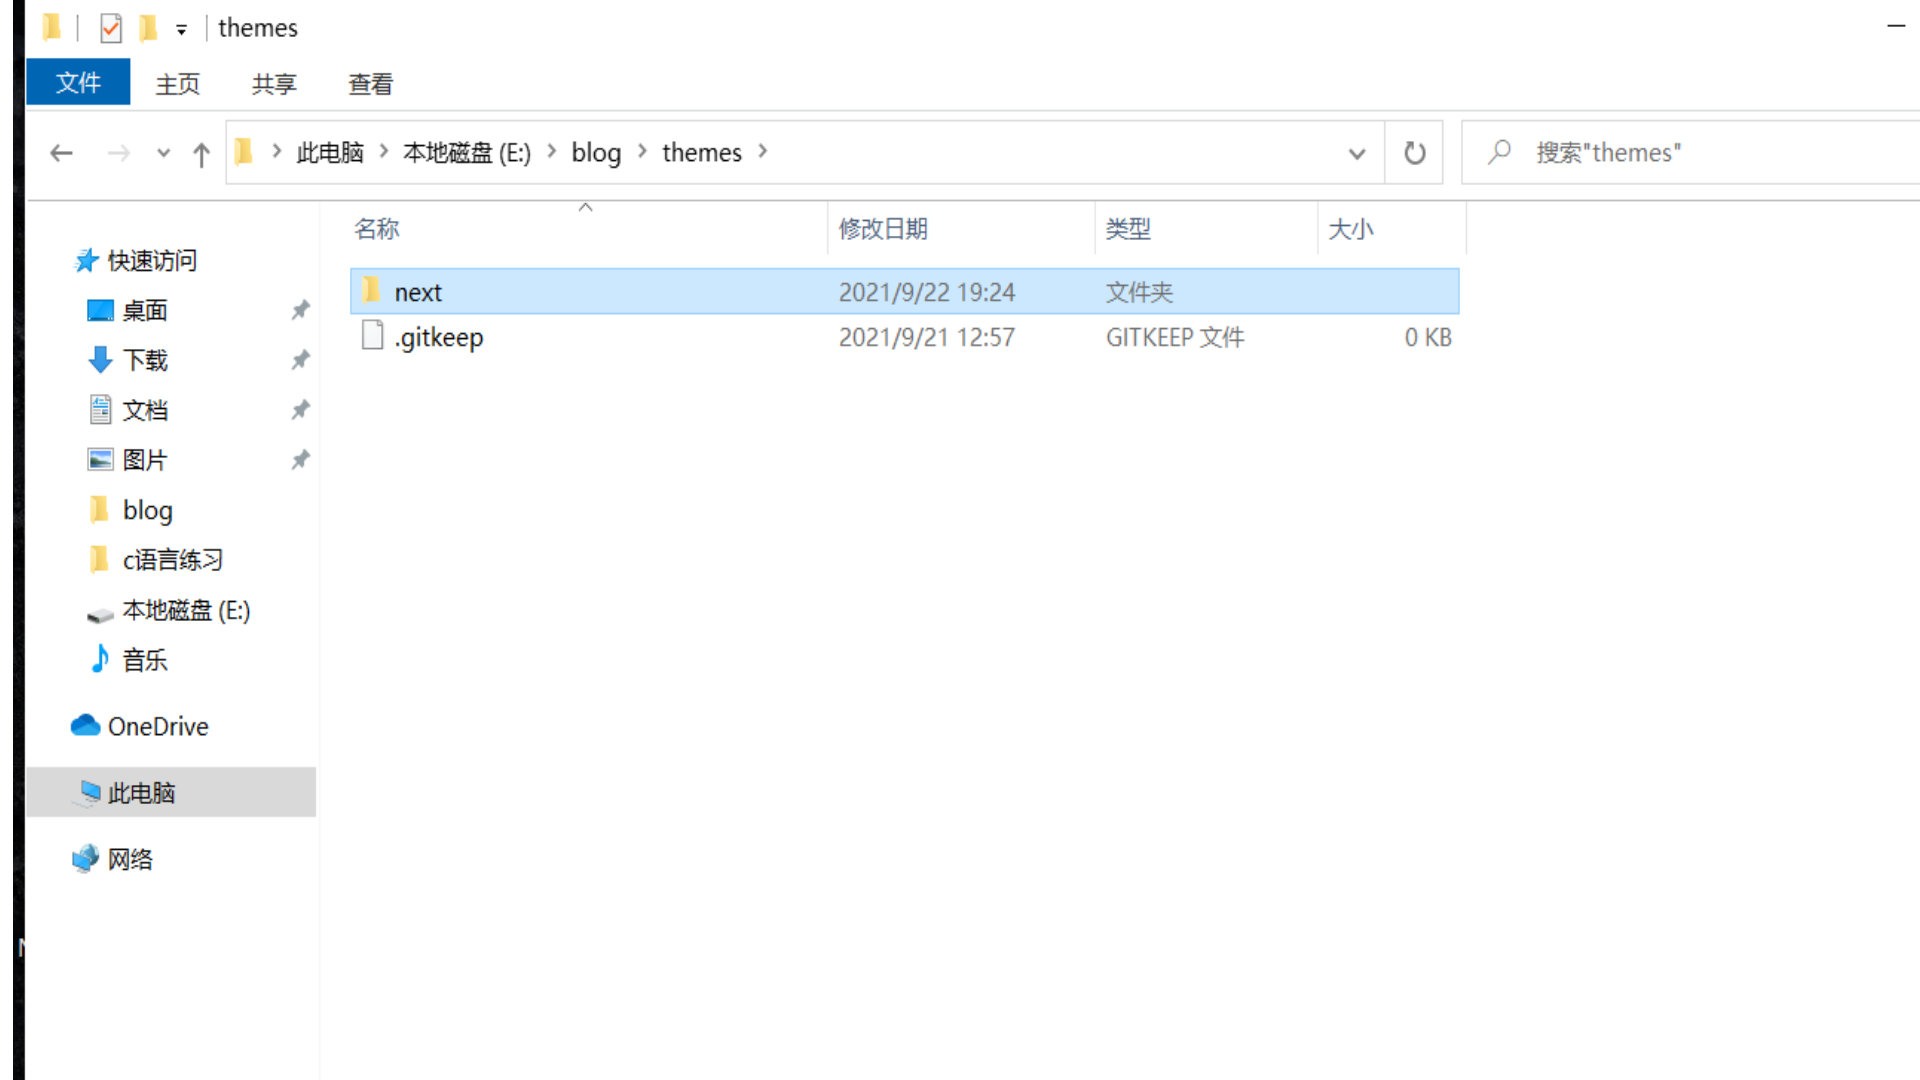 themes
文件 主页 共享 查看
此电脑 本地磁盘 (E:) blog themes
搜索"themes"
名称 修改日期 类型 大小
next 2021/9/22 19:24 文件夹
.gitkeep 2021/9/21 12:57 GITKEEP 文件 0 KB
快速访问
桌面
下载
文档
图片
blog
c语言练习
本地磁盘 (E:)
音乐
OneDrive
此电脑
网络